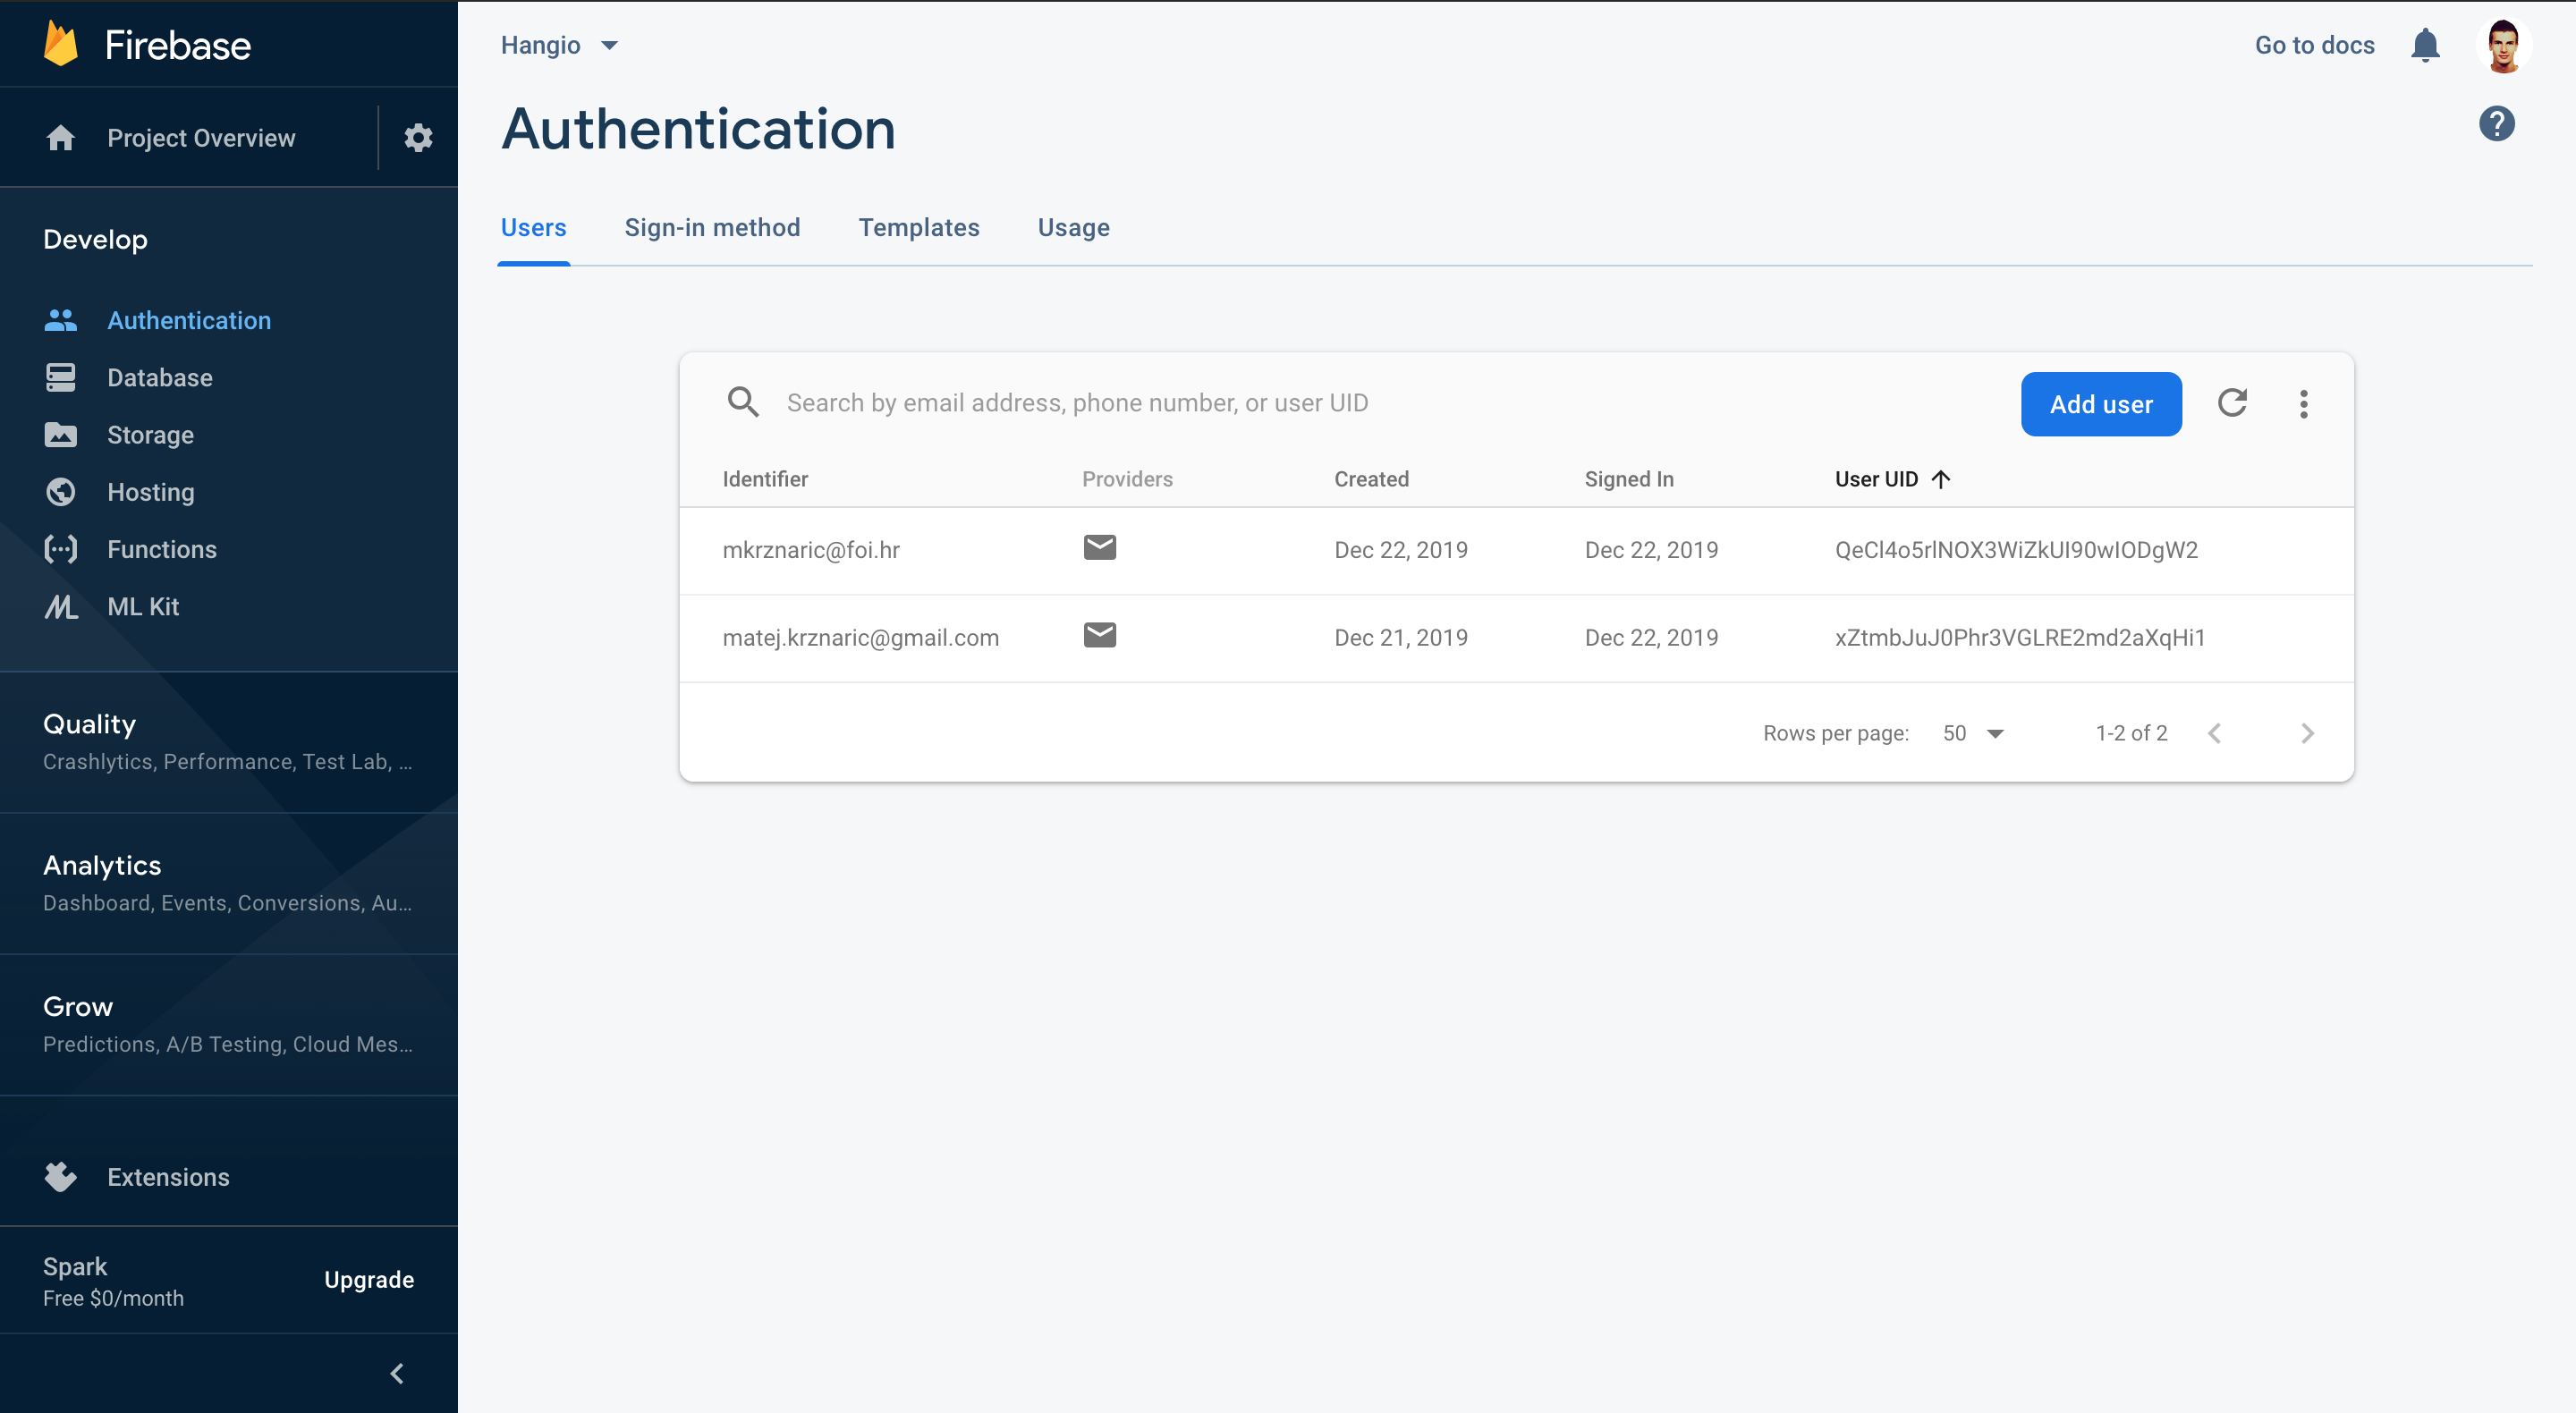 Firebase
Project Overview
Develop
Authentication
Database
Storage
Hosting
Functions
ML Kit
Quality
Crashlytics, Performance, Test Lab, ...
Analytics
Dashboard, Events, Conversions, Au...
Grow
Predictions, A/B Testing, Cloud Mes...
Extensions
Spark
Free $0/month
Upgrade
Hangio
Go to docs
Authentication
Users Sign-in method Templates Usage
Search by email address, phone number, or user UID
Add user
Identifier Providers Created Signed In User UID
mkrznaric@foi.hr Dec 22, 2019 Dec 22, 2019 QeCl4o5rlNOX3WiZkUI90wIODgW2
matej.krznaric@gmail.com Dec 21, 2019 Dec 22, 2019 xZtmbJuJ0Phr3VGLRE2md2aXqHi1
Rows per page: 50 1-2 of 2